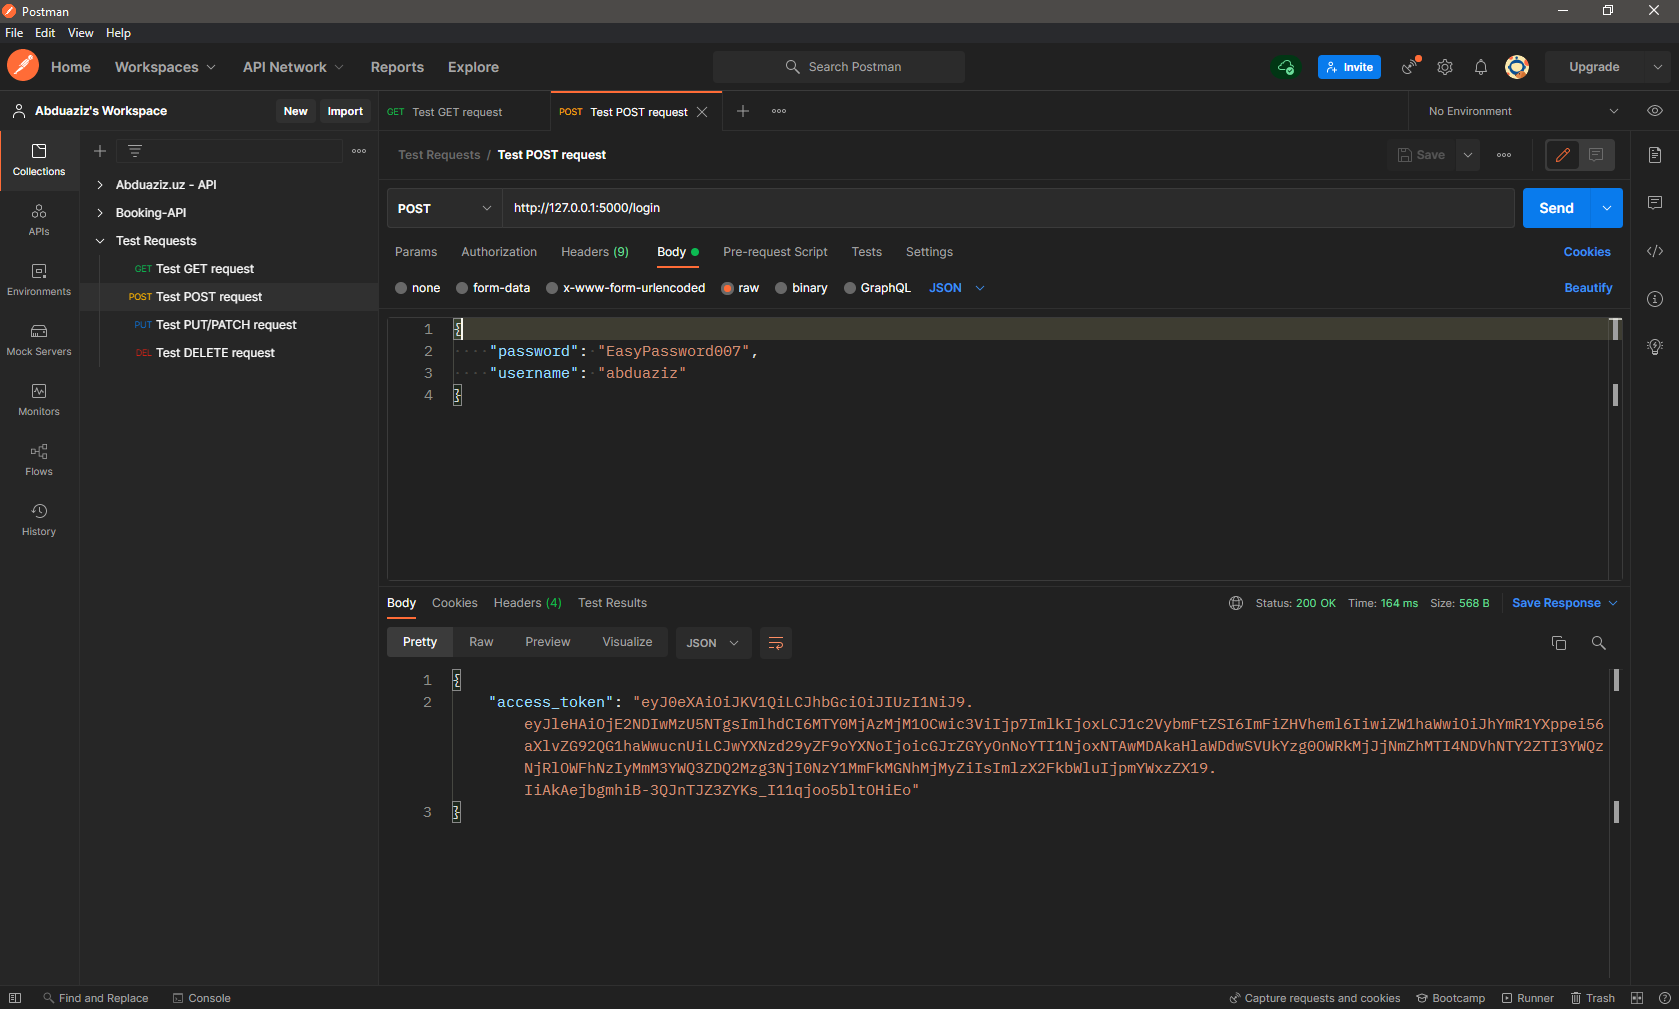 Postman
File Edit View Help
Home Workspaces API Network Reports Explore Search Postman Invite Upgrade
Abduaziz's Workspace New Import GET Test GET request POST Test POST request No Environment
Collections
APIs
Environments
Mock Servers
Monitors
Flows
History
Abduaziz.uz - API
Booking-API
Test Requests
GET Test GET request
POST Test POST request
PUT Test PUT/PATCH request
DEL Test DELETE request
Test Requests / Test POST request Save
POST http://127.0.0.1:5000/login Send
Params Authorization Headers (9) Body Pre-request Script Tests Settings Cookies
none form-data x-www-form-urlencoded raw binary GraphQL JSON Beautify
1 {
2 "password": "EasyPassword007",
3 "username": "abduaziz"
4 }
Body Cookies Headers (4) Test Results Status: 200 OK Time: 164 ms Size: 568 B Save Response
Pretty Raw Preview Visualize JSON
1 {
2 "access_token": "eyJ0eXAiOiJKV1QiLCJhbGciOiJIUzI1NiJ9.
eyJleHAiOjE2NDIwMzU5NTgsImlhdCI6MTY0MjAzMjM1OCwic3ViIjp7ImlkIjoxLCJ1c2VybmFtZSI6ImFiZHVheml6IiwiZW1haWwiOiJhYmR1YXppei56
aXlvZG92QG1haWwucnUiLCJwYXNzd29yZF9oYXNoIjoicGJrZGYyOnNoYTI1NjoxNTAwMDAkaHlaWDdwSVUkYzg0OWRkMjJjNmZhMTI4NDVhNTY2ZTI3YWQz
NjRlOWFhNzIyMmM3YWQ3ZDQ2Mzg3NjI0NzY1MmFkMGNhMjMyZiIsImlzX2FkbWluIjpmYWxzZX19.
IiAkAejbgmhiB-3QJnTJZ3ZYKs_I11qjoo5bltOHiEo"
3 }
Find and Replace Console Capture requests and cookies Bootcamp Runner Trash